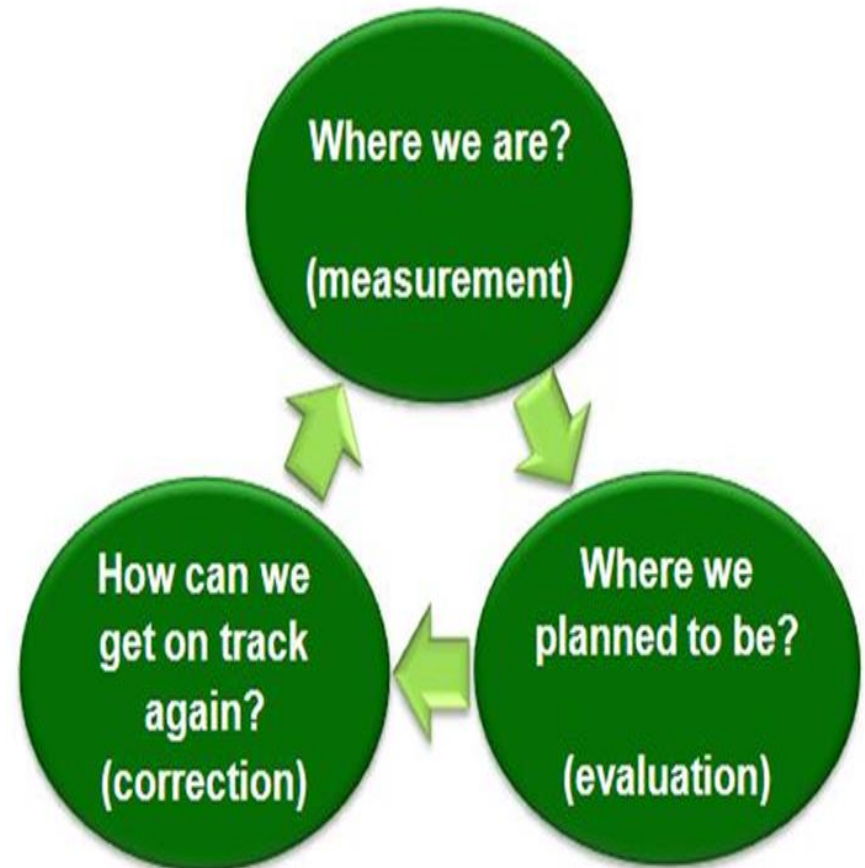 Where we are?
(measurement)
Where we
planned to be?
(evaluation)
How can we
get on track
again?
(correction)